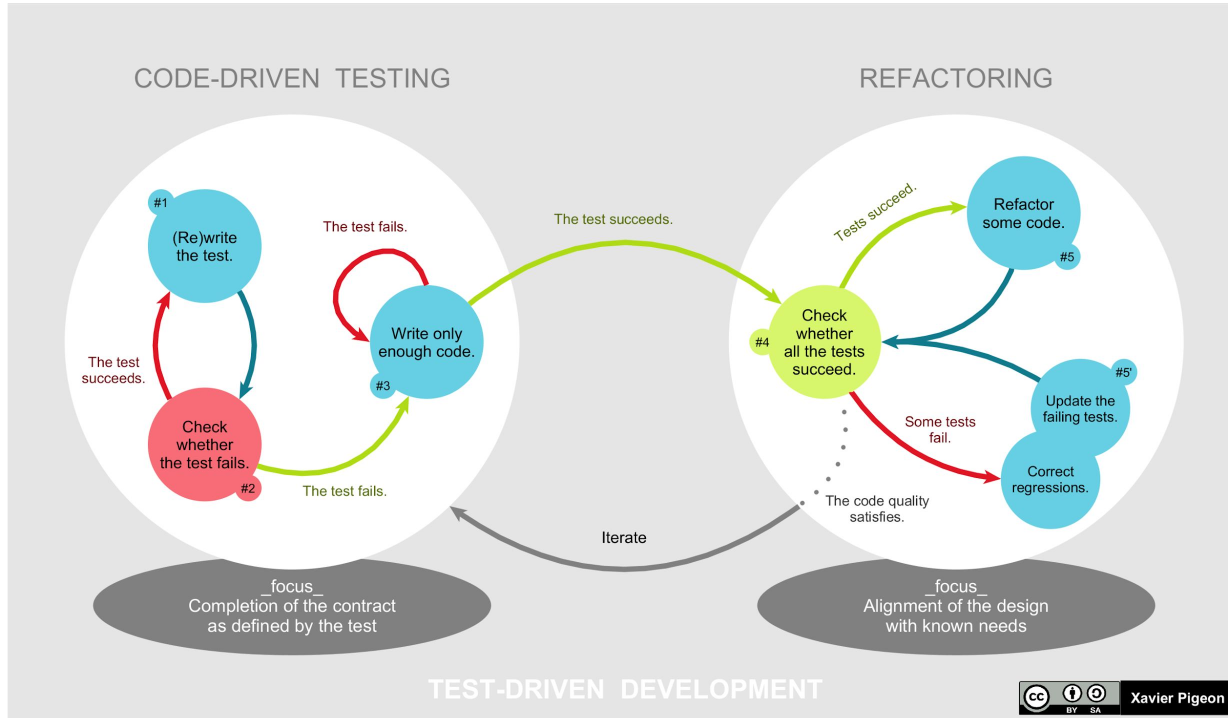 CODE-DRIVEN TESTING
REFACTORING
#1
(Re)write
the test.
The test fails.
The test succeeds.
Tests succeed.
Refactor
some code.
#5
The test
succeeds.
Write only
enough code.
#3
#4
Check
whether
all the tests
succeed.
#5'
Update the
failing tests.
Check
whether
the test fails.
#2
The test fails.
Some tests
fail.
Correct
regressions.
The code quality
satisfies.
Iterate
_focus_
Completion of the contract
as defined by the test
_focus_
Alignment of the design
with known needs
TEST-DRIVEN DEVELOPMENT
cc
BY SA
Xavier Pigeon